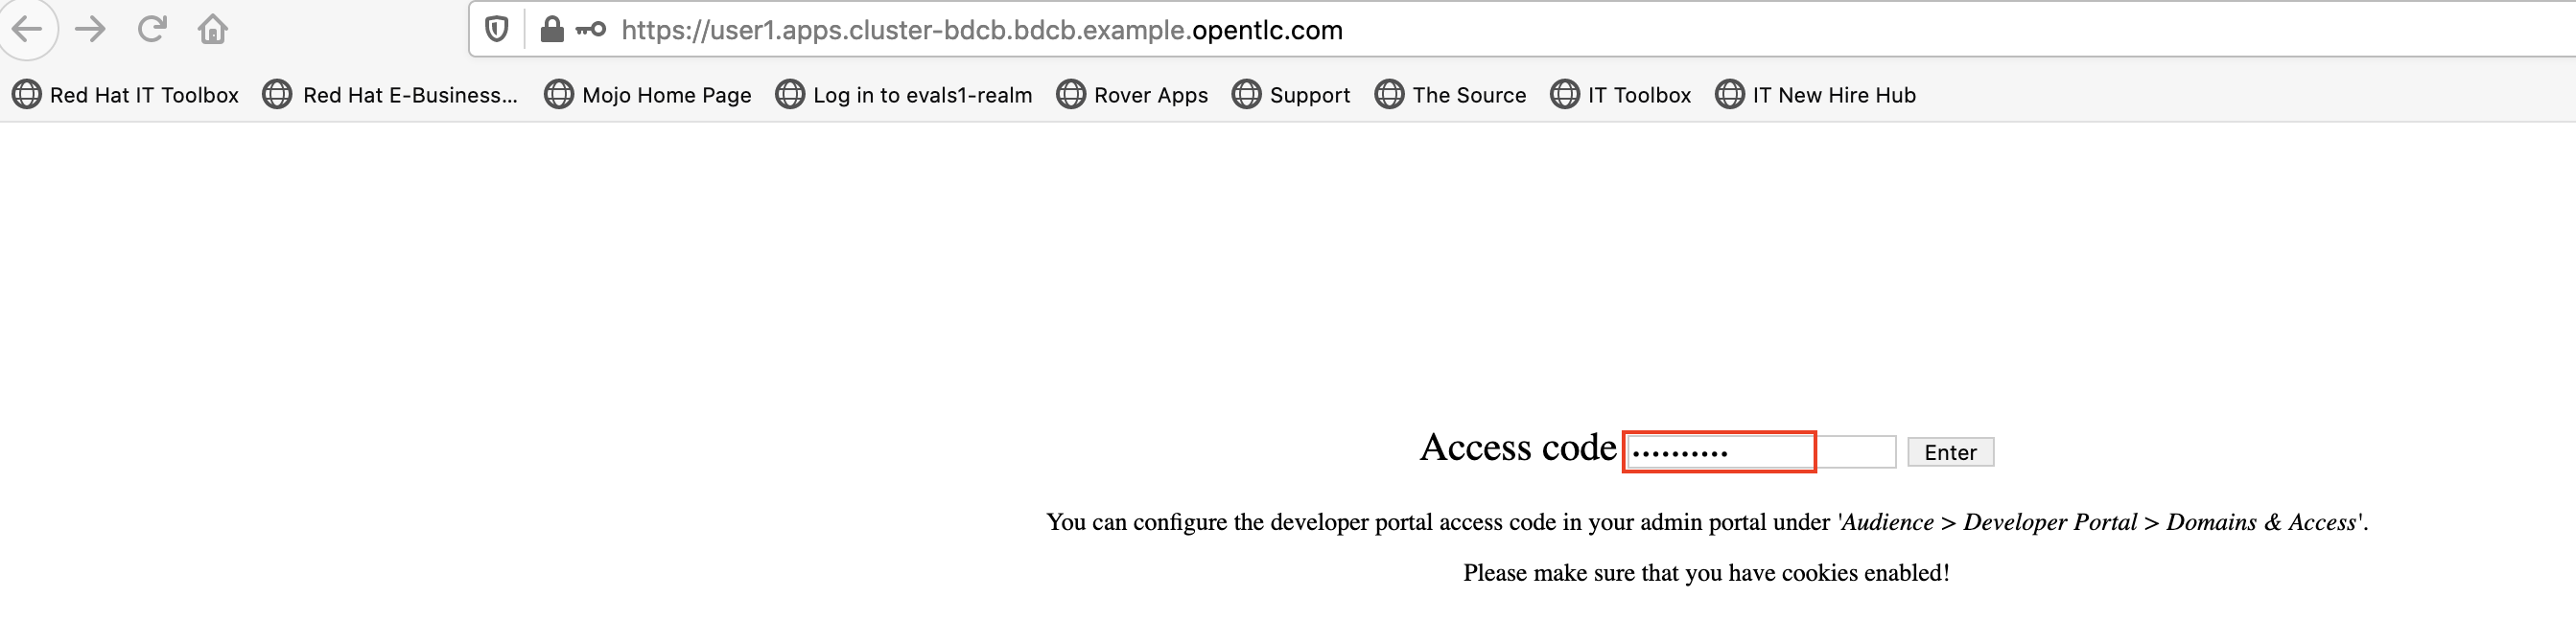 https://user1.apps.cluster-bdcb.bdcb.example.opentlc.com
Red Hat IT Toolbox Red Hat E-Business... Mojo Home Page Log in to evals1-realm Rover Apps Support The Source IT Toolbox IT New Hire Hub
Access code •••••••••• Enter
You can configure the developer portal access code in your admin portal under 'Audience > Developer Portal > Domains & Access'.
Please make sure that you have cookies enabled!